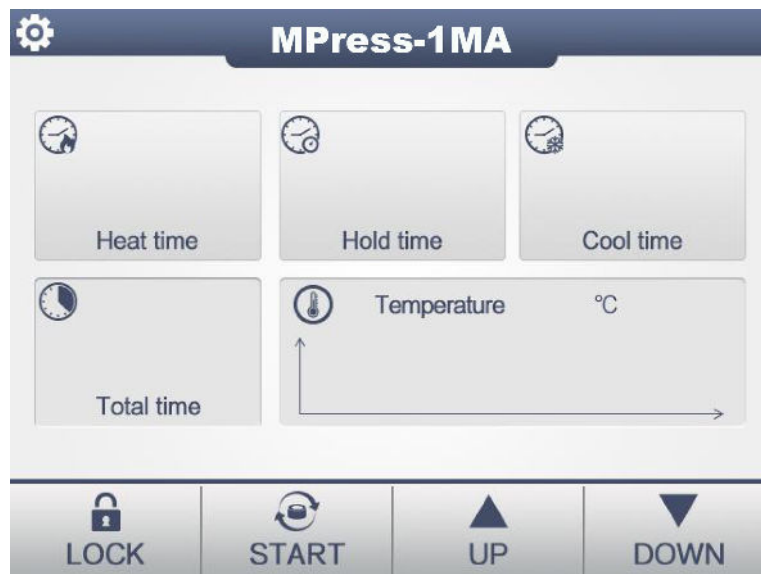 MPress-1MA
Heat time
Hold time
Cool time
Total time
Temperature °C
LOCK
START
UP
DOWN